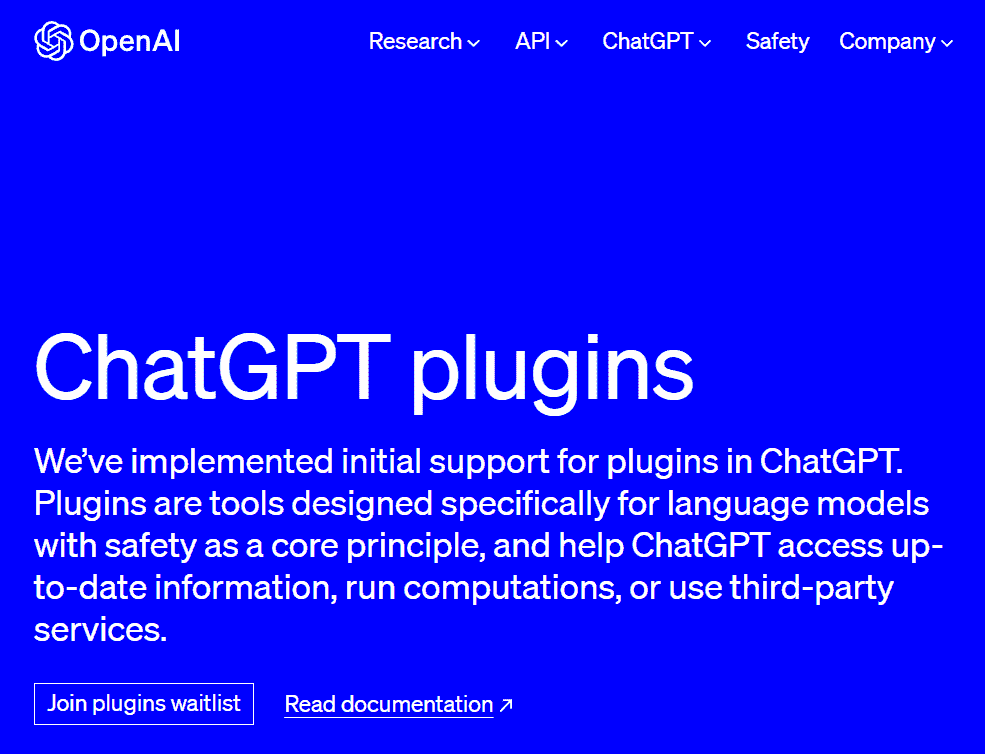 OpenAI
Research API ChatGPT Safety Company
ChatGPT plugins
We’ve implemented initial support for plugins in ChatGPT.
Plugins are tools designed specifically for language models
with safety as a core principle, and help ChatGPT access up-
to-date information, run computations, or use third-party
services.
Join plugins waitlist Read documentation ↗